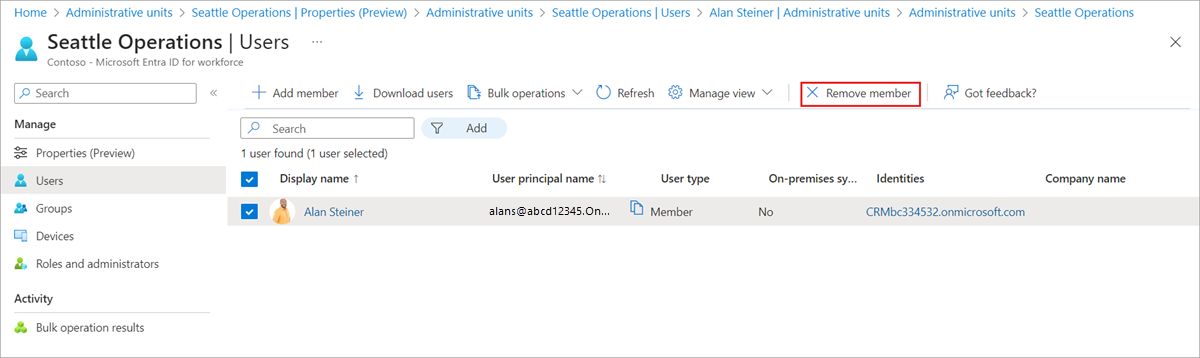 Home > Administrative units > Seattle Operations | Properties (Preview) > Administrative units > Seattle Operations | Users > Alan Steiner | Administrative units > Administrative units > Seattle Operations
Seattle Operations | Users ...
Contoso - Microsoft Entra ID for workforce
Search «
Add member Download users Bulk operations Refresh Manage view Remove member Got feedback?
Manage
Properties (Preview)
Users
Groups
Devices
Roles and administrators
Activity
Bulk operation results
Search Add
1 user found (1 user selected)
Display name ↑ User principal name ↑↓ User type On-premises sy... Identities Company name
Alan Steiner alans@abcd12345.On... Member No CRMbc334532.onmicrosoft.com